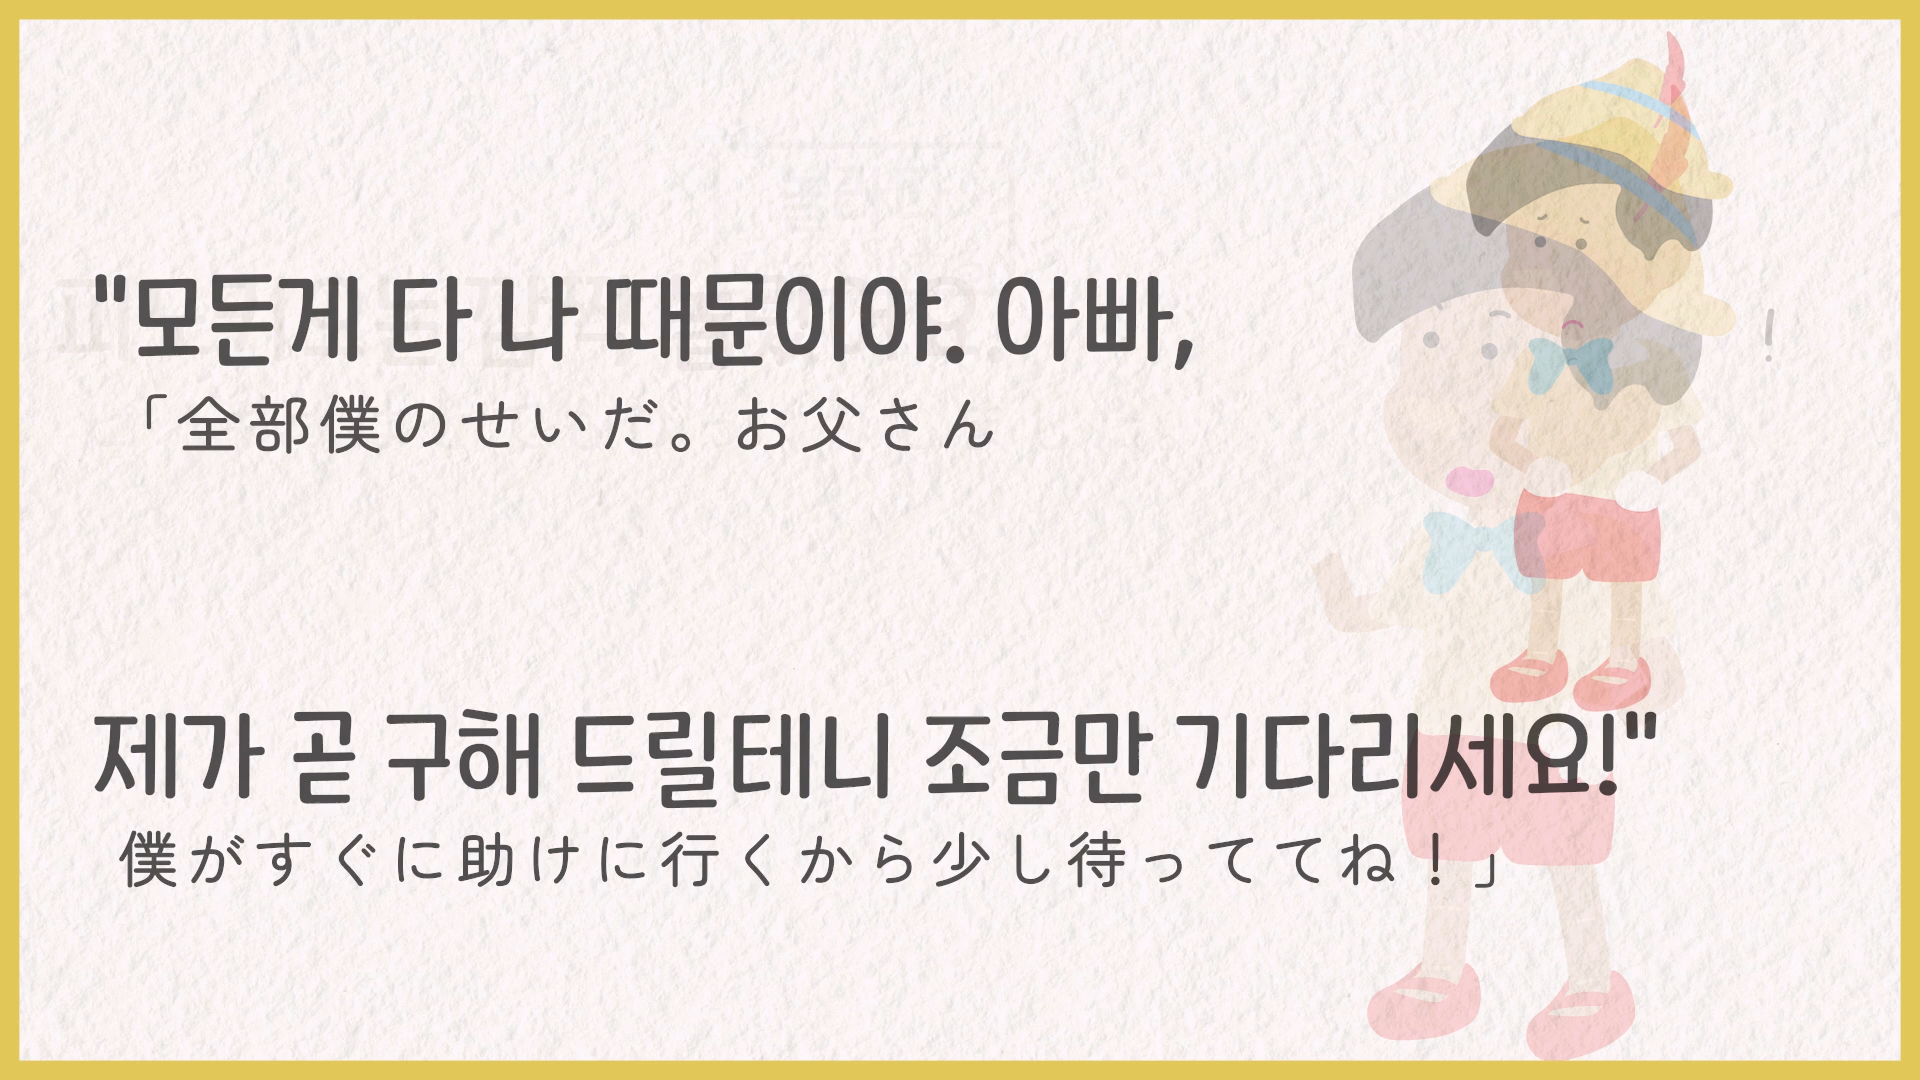 "모든게 다 나 때문이야. 아빠,
「全部僕のせいだ。お父さん
제가 곧 구해 드릴테니 조금만 기다리세요!"
僕がすぐに助けに行くから少し待っててね！」